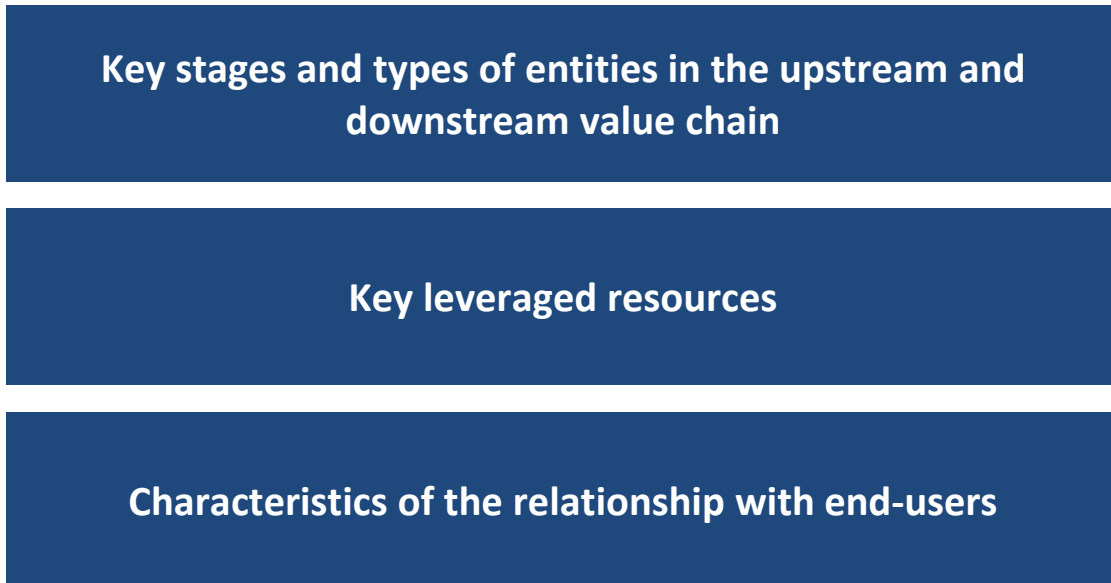 Key stages and types of entities in the upstream and
downstream value chain
Key leveraged resources
Characteristics of the relationship with end-users